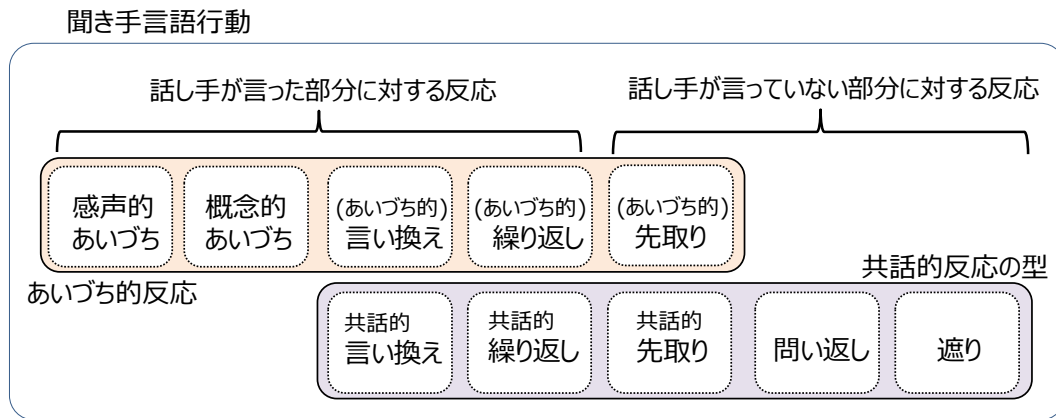 聞き手言語行動
話し手が言った部分に対する反応
話し手が言っていない部分に対する反応
感声的
あいづち
概念的
あいづち
(あいづち的)
言い換え
(あいづち的)
繰り返し
(あいづち的)
先取り
あいづち的反応
共話的反応の型
共話的
言い換え
共話的
繰り返し
共話的
先取り
問い返し
遮り